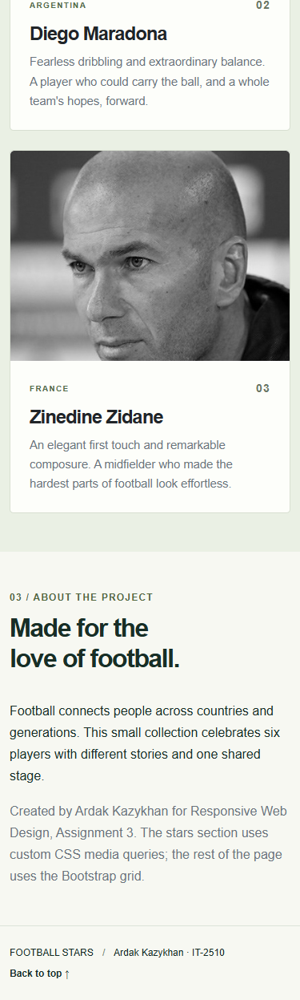 ARGENTINA 02
Diego Maradona
Fearless dribbling and extraordinary balance.
A player who could carry the ball, and a whole
team's hopes, forward.
FRANCE 03
Zinedine Zidane
An elegant first touch and remarkable
composure. A midfielder who made the
hardest parts of football look effortless.
03 / ABOUT THE PROJECT
Made for the
love of football.
Football connects people across countries and
generations. This small collection celebrates six
players with different stories and one shared
stage.
Created by Ardak Kazykhan for Responsive Web
Design, Assignment 3. The stars section uses
custom CSS media queries; the rest of the page
uses the Bootstrap grid.
FOOTBALL STARS / Ardak Kazykhan · IT-2510
Back to top ↑